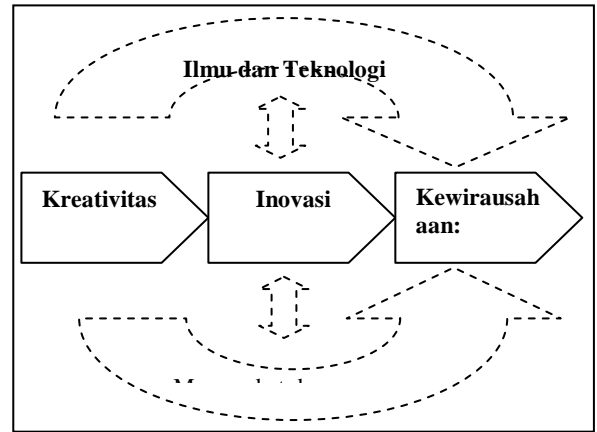 Ilmu dan Teknologi
Kreativitas
Inovasi
Kewirausah
aan: